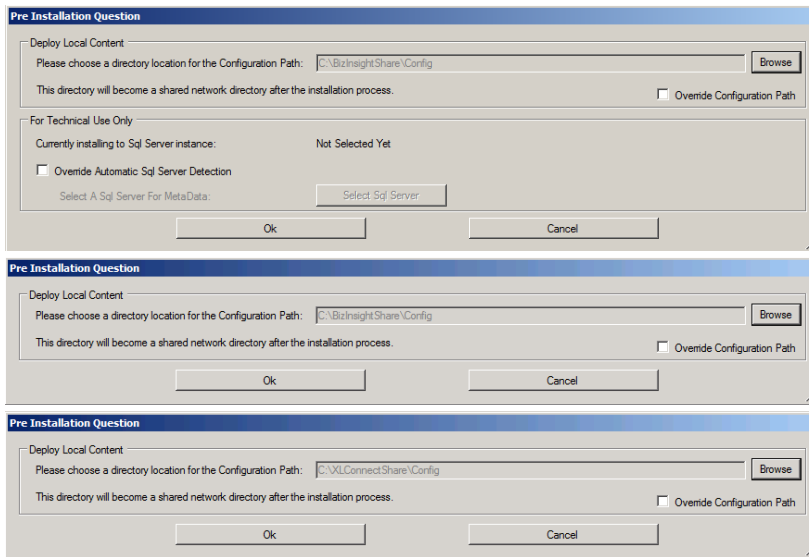 Pre Installation Question
Deploy Local Content
Please choose a directory location for the Configuration Path: C:\BizInsightShare\Config Browse
This directory will become a shared network directory after the installation process. Override Configuration Path
For Technical Use Only
Currently installing to Sql Server instance: Not Selected Yet
Override Automatic Sql Server Detection
Select A Sql Server For MetaData: Select Sql Server
Ok Cancel
Pre Installation Question
Deploy Local Content
Please choose a directory location for the Configuration Path: C:\BizInsightShare\Config Browse
This directory will become a shared network directory after the installation process. Override Configuration Path
Ok Cancel
Pre Installation Question
Deploy Local Content
Please choose a directory location for the Configuration Path: C:\XLConnectShare\Config Browse
This directory will become a shared network directory after the installation process. Override Configuration Path
Ok Cancel